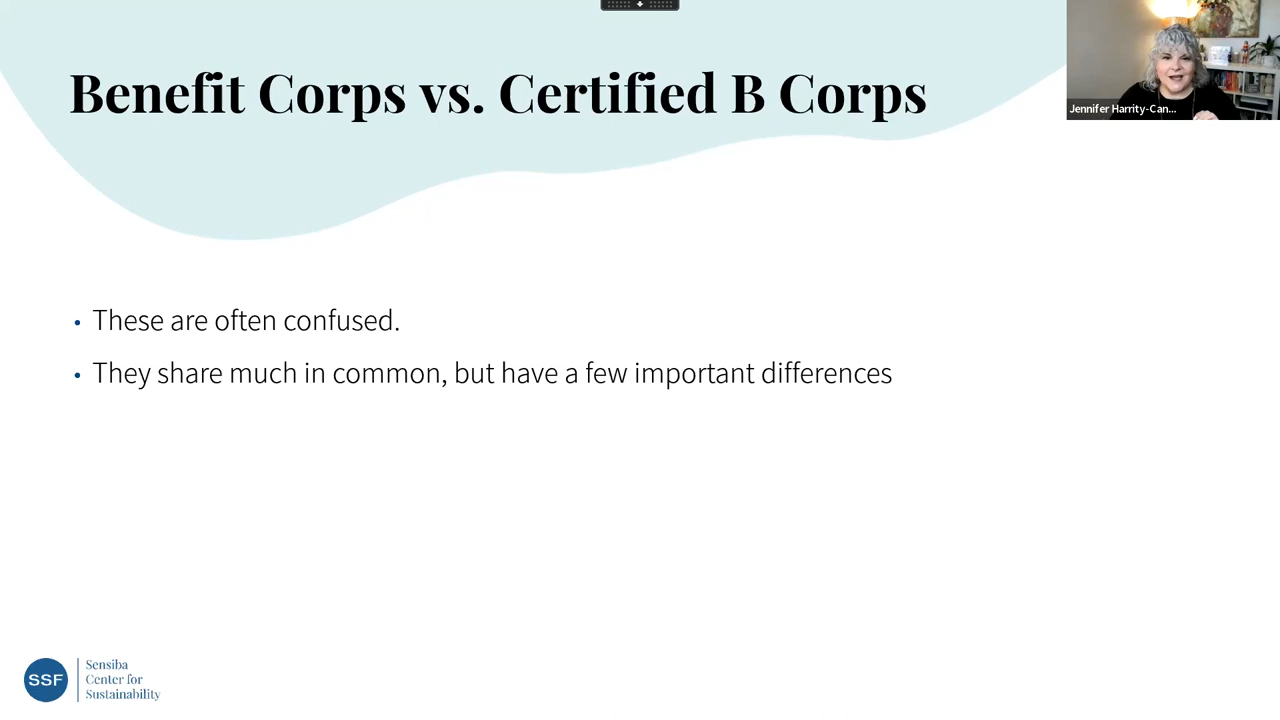 Benefit Corps vs. Certified B Corps
Jennifer Harrity-Can...
• These are often confused.
• They share much in common, but have a few important differences
SSF
Sensiba
Center for
Sustainability